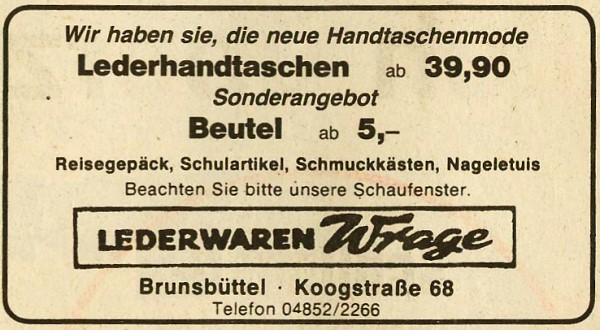 Wir haben sie, die neue Handtaschenmode
Lederhandtaschen ab 39,90
Sonderangebot
Beutel ab 5,–
Reisegepäck, Schulartikel, Schmuckkästen, Nageletuis
Beachten Sie bitte unsere Schaufenster.
LEDERWAREN Wrage
Brunsbüttel · Koogstraße 68
Telefon 04852/2266